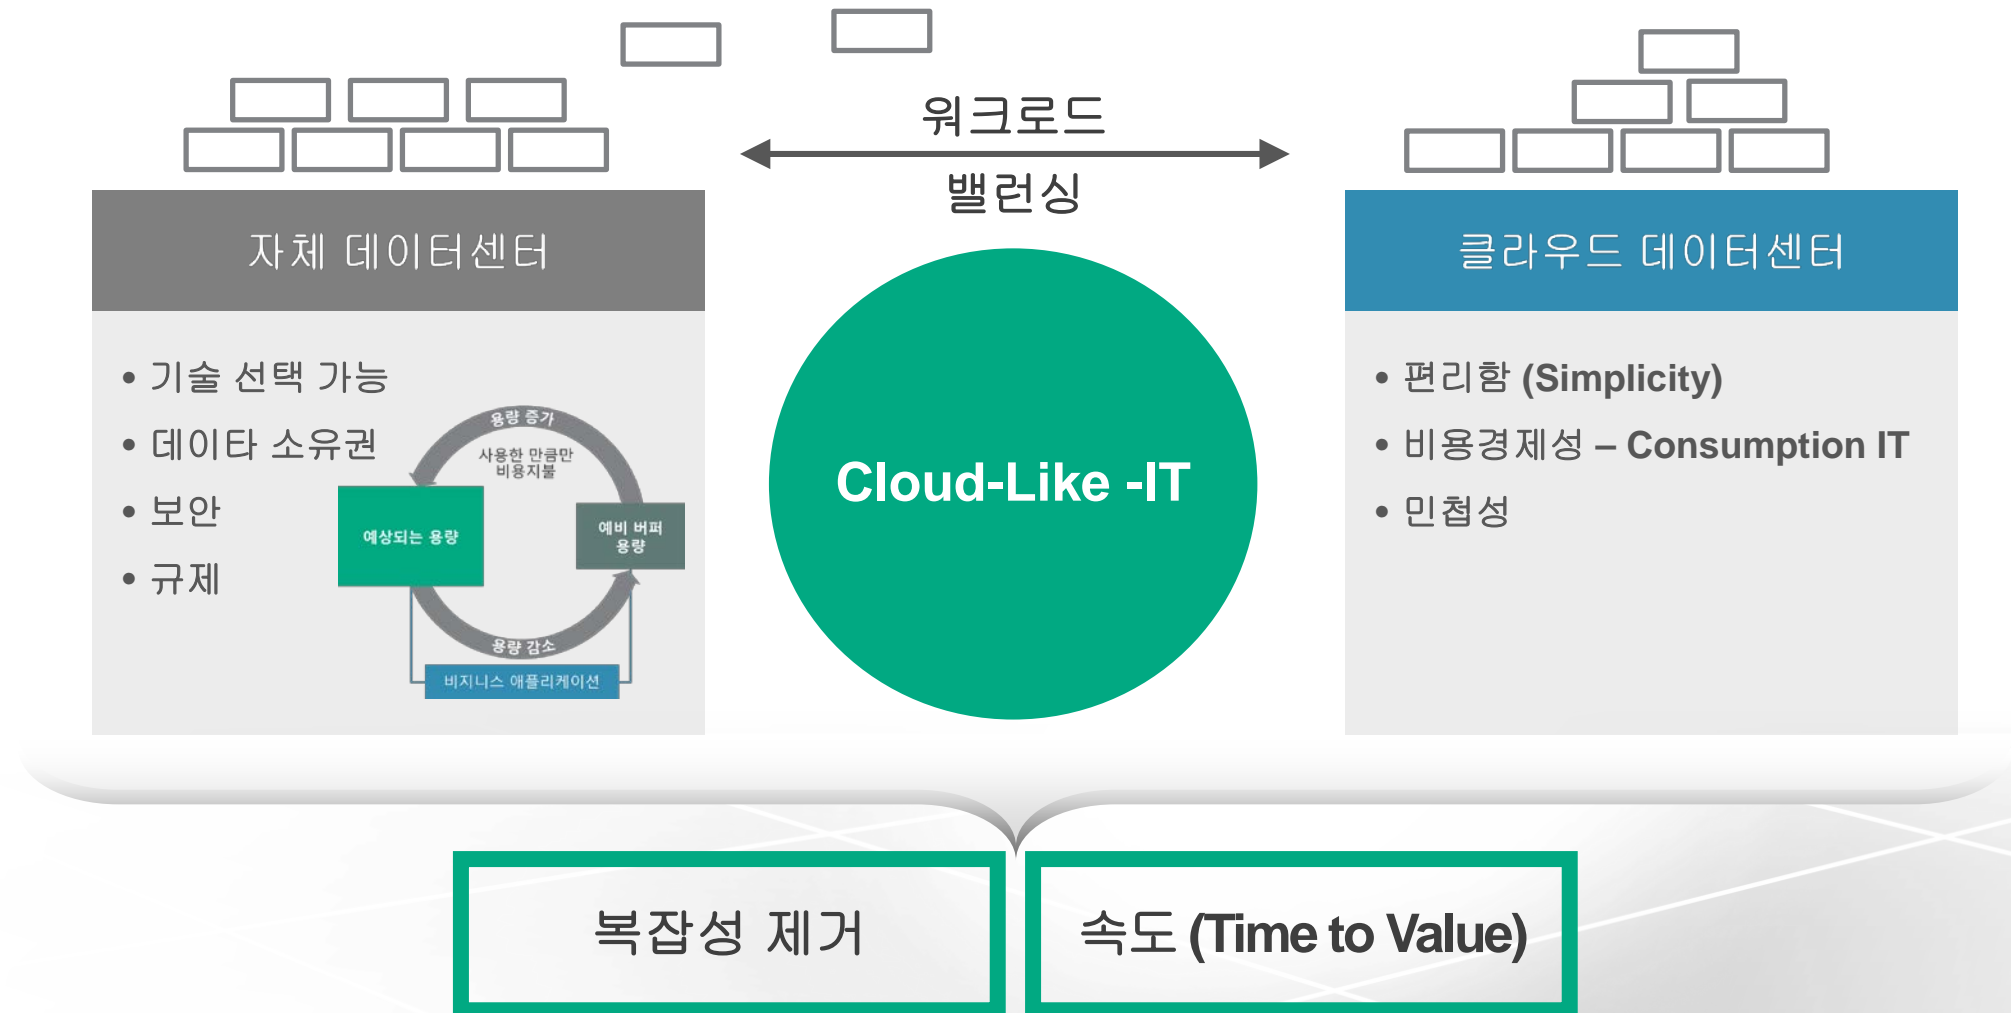 워크로드
밸런싱
자체 데이터센터
• 기술 선택 가능
• 데이타 소유권
• 보안
• 규제
용량 증가
사용한 만큼만
비용지불
예상되는 용량
예비 버퍼
용량
용량 감소
비지니스 애플리케이션
Cloud-Like -IT
클라우드 데이터센터
• 편리함 (Simplicity)
• 비용경제성 – Consumption IT
• 민첩성
복잡성 제거
속도 (Time to Value)